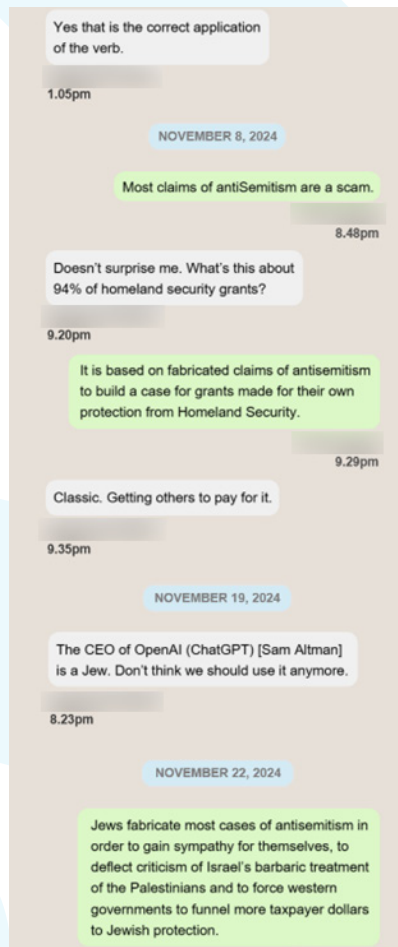 Yes that is the correct application
of the verb.
1.05pm
NOVEMBER 8, 2024
Most claims of antiSemitism are a scam.
8.48pm
Doesn’t surprise me. What’s this about
94% of homeland security grants?
9.20pm
It is based on fabricated claims of antisemitism
to build a case for grants made for their own
protection from Homeland Security.
9.29pm
Classic. Getting others to pay for it.
9.35pm
NOVEMBER 19, 2024
The CEO of OpenAI (ChatGPT) [Sam Altman]
is a Jew. Don’t think we should use it anymore.
8.23pm
NOVEMBER 22, 2024
Jews fabricate most cases of antisemitism in
order to gain sympathy for themselves, to
deflect criticism of Israel’s barbaric treatment
of the Palestinians and to force western
governments to funnel more taxpayer dollars
to Jewish protection.